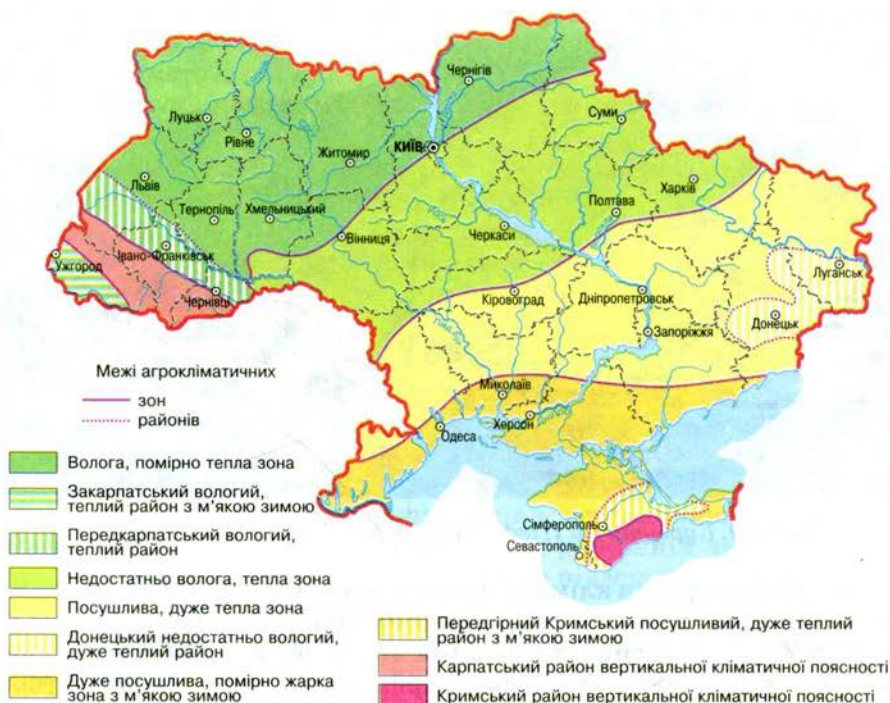 Чернігів
Луцьк
Рівне
Суми
КИЇВ
Житомир
Львів
Харків
Тернопіль
Хмельницький
Полтава
Вінниця
Черкаси
Івано-Франківськ
Ужгород
Луганськ
Чернівці
Кіровоград
Дніпропетровськ
Донецьк
Запоріжжя
Миколаїв
Херсон
Одеса
Сімферополь
Севастополь
Межі агрокліматичних
зон
районів
Волога, помірно тепла зона
Закарпатський вологий,
теплий район з м'якою зимою
Передкарпатський вологий,
теплий район
Недостатньо волога, тепла зона
Посушлива, дуже тепла зона
Донецький недостатньо вологий,
дуже теплий район
Дуже посушлива, помірно жарка
зона з м'якою зимою
Передгірний Кримський посушливий, дуже теплий
район з м'якою зимою
Карпатський район вертикальної кліматичної поясності
Кримський район вертикальної кліматичної поясності